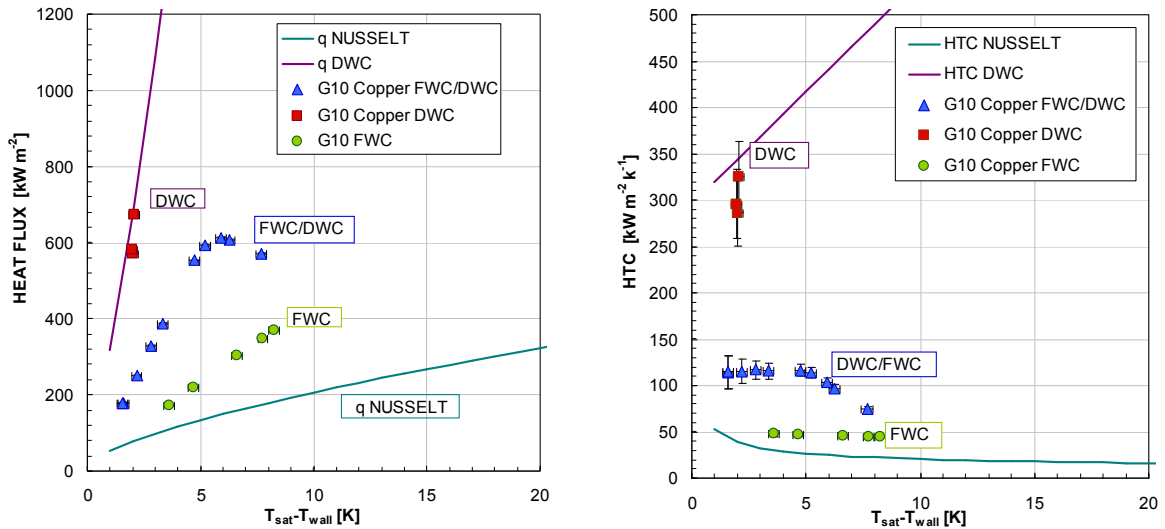 1200
1000
800
600
400
200
0
0
5
10
15
20
HEAT FLUX [kW m-2]
Tsat-Twall [K]
q NUSSELT
q DWC
G10 Copper FWC/DWC
G10 Copper DWC
G10 FWC
DWC
FWC/DWC
FWC
q NUSSELT
500
450
400
350
300
250
200
150
100
50
0
0
5
10
15
20
HTC [kW m-2 k-1]
Tsat-Twall [K]
HTC NUSSELT
HTC DWC
G10 Copper FWC/DWC
G10 Copper DWC
G10 Copper FWC
DWC
DWC/FWC
FWC